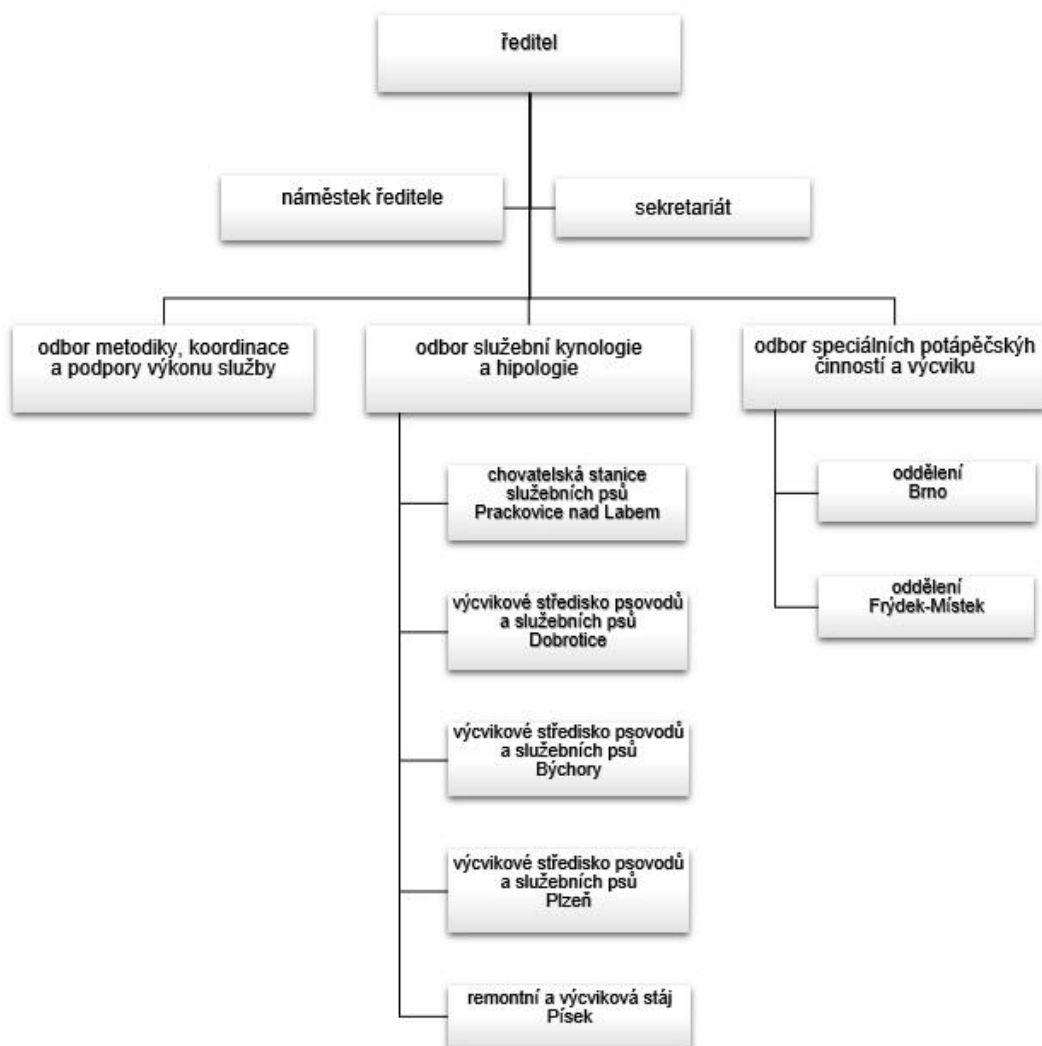 ředitel
náměstek ředitele
sekretariát
odbor metodiky, koordinace
a podpory výkonu služby
odbor služební kynologie
a hipologie
odbor speciálních potápěčskýh
činností a výcviku
chovatelská stanice
služebních psů
Prackovice nad Labem
výcvikové středisko psovodů
a služebních psů
Dobrotice
výcvikové středisko psovodů
a služebních psů
Býchory
výcvikové středisko psovodů
a služebních psů
Plzeň
remontní a výcviková stáj
Písek
oddělení
Brno
oddělení
Frýdek-Místek